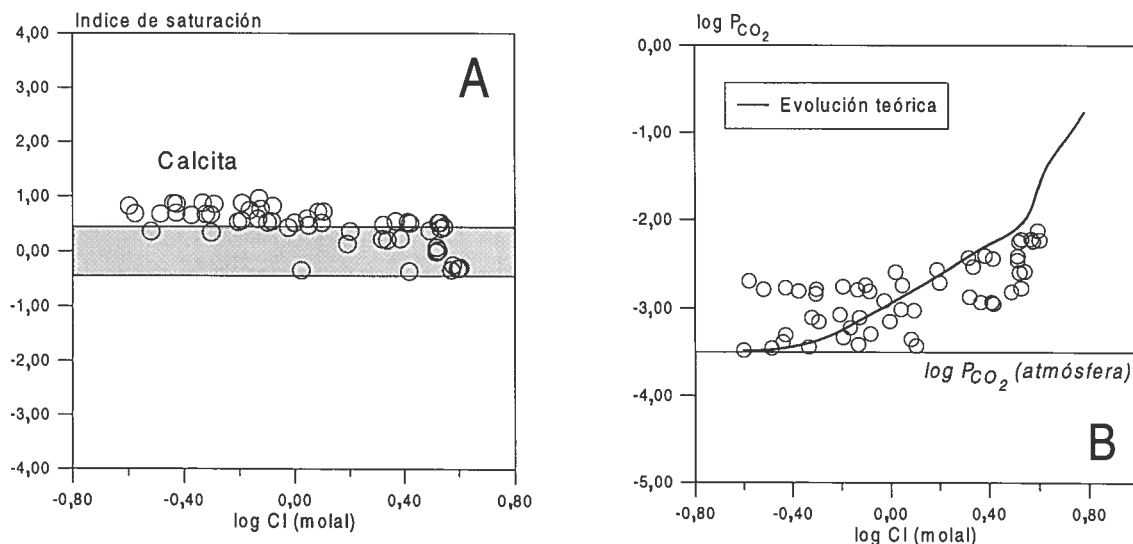 Indice de saturación
4,00
3,00
2,00
1,00
0,00
-1,00
-2,00
-3,00
-4,00
A
Calcita
-0,80
-0,40
0,00
0,40
0,80
log Cl (molal)
log PCO2
0,00
-1,00
-2,00
-3,00
-4,00
-5,00
Evolución teórica
log PCO2 (atmósfera)
B
-0,80
-0,40
0,00
0,40
0,80
log Cl (molal)